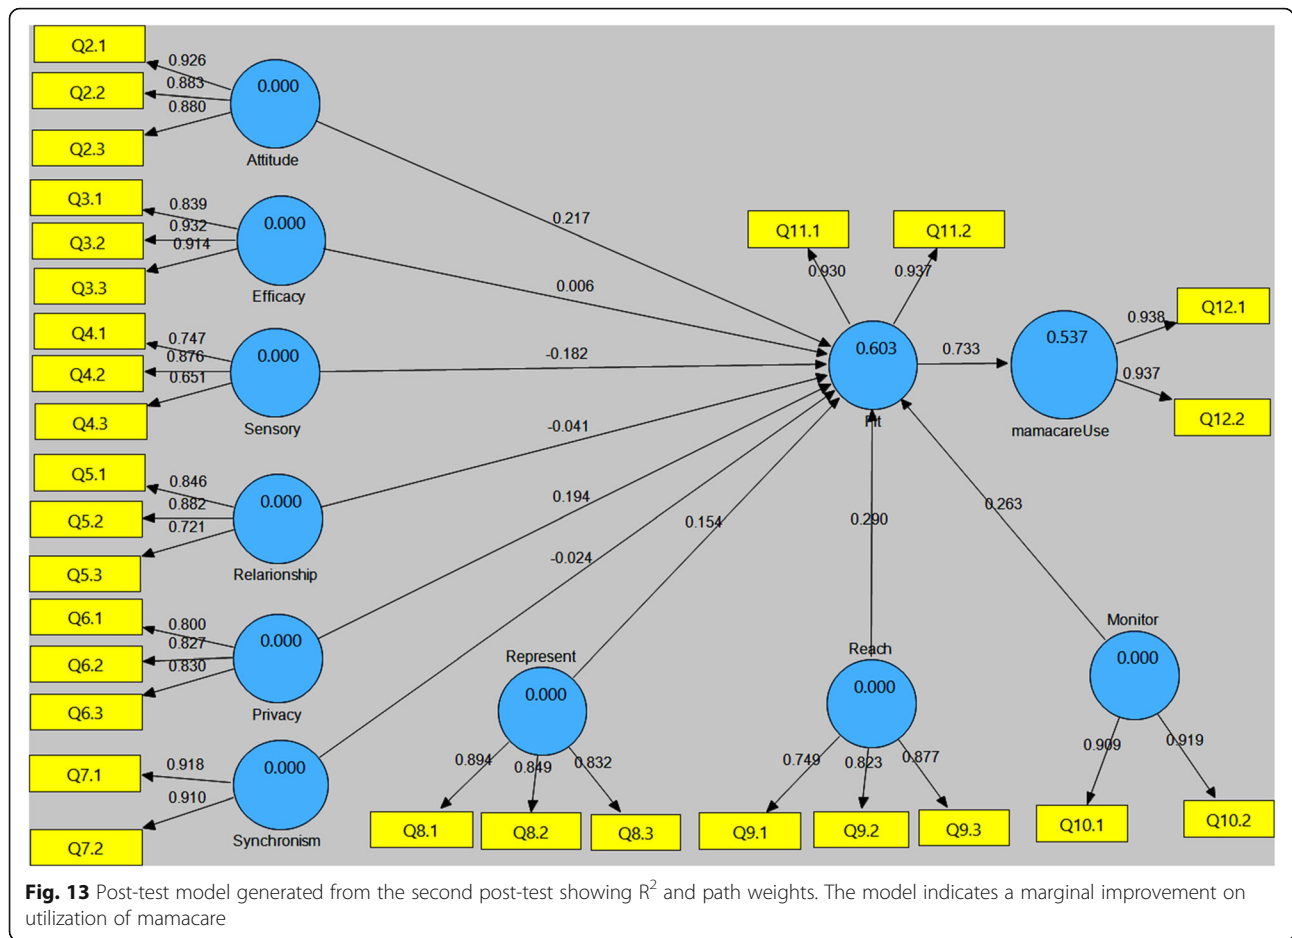 Q2.1
0.926
Q2.2
0.883
0.880
Q2.3
0.000
Attitude
0.217
Q3.1
0.839
Q3.2
0.932
0.914
Q3.3
0.000
Efficacy
0.006
Q4.1
0.747
Q4.2
0.876
0.651
Q4.3
0.000
Sensory
-0.182
Q5.1
0.846
Q5.2
0.882
0.721
Q5.3
0.000
Relarionship
-0.041
Q6.1
0.800
Q6.2
0.827
0.830
Q6.3
0.000
Privacy
0.194
Q7.1
0.918
0.910
Q7.2
0.000
Synchronism
-0.024
Represent
0.000
0.154
0.894
0.849
0.832
Q8.1
Q8.2
Q8.3
Reach
0.000
0.290
0.749
0.823
0.877
Q9.1
Q9.2
Q9.3
Monitor
0.000
0.263
0.909
0.919
Q10.1
Q10.2
Q11.1
Q11.2
0.930
0.937
0.603
Fit
0.733
0.537
mamacareUse
0.938
Q12.1
0.937
Q12.2
Fig. 13 Post-test model generated from the second post-test showing R2 and path weights. The model indicates a marginal improvement on
utilization of mamacare